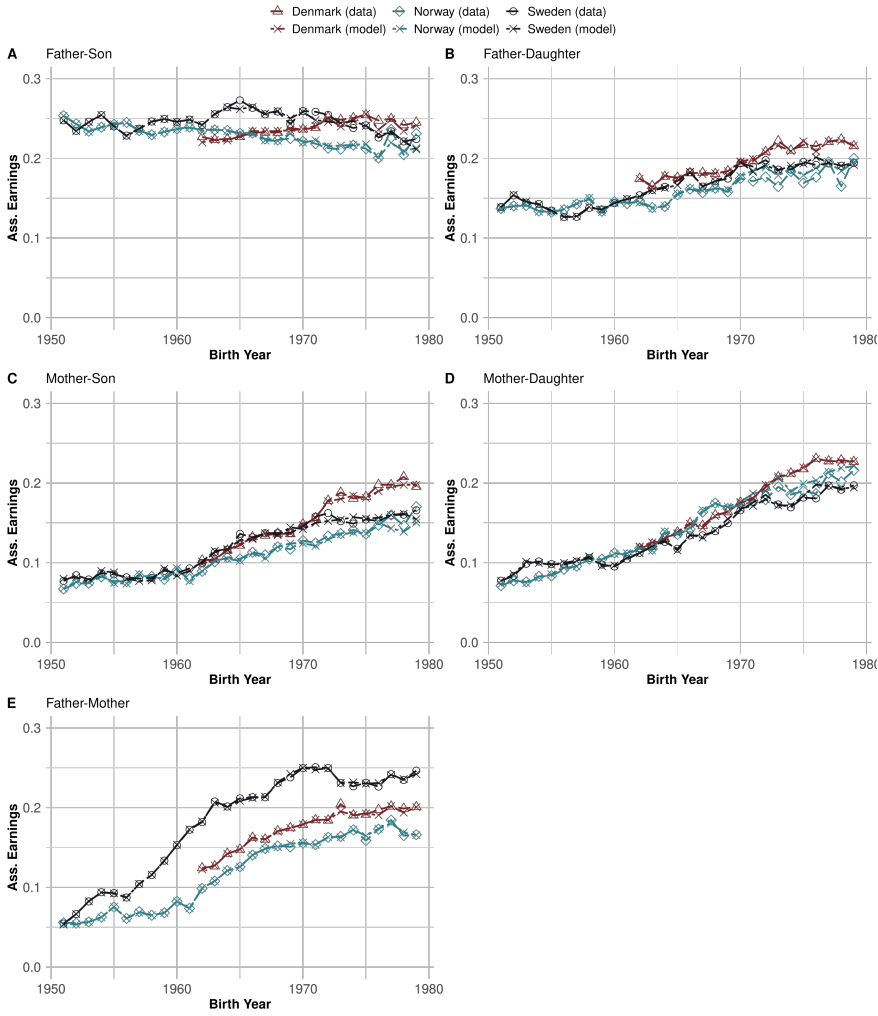 Denmark (data) Norway (data) Sweden (data)
Denmark (model) Norway (model) Sweden (model)
A Father-Son
0.3
0.2
0.1
0.0
Ass. Earnings
1950 1960 1970 1980
Birth Year
B Father-Daughter
0.3
0.2
0.1
0.0
Ass. Earnings
1950 1960 1970 1980
Birth Year
C Mother-Son
0.3
0.2
0.1
0.0
Ass. Earnings
1950 1960 1970 1980
Birth Year
D Mother-Daughter
0.3
0.2
0.1
0.0
Ass. Earnings
1950 1960 1970 1980
Birth Year
E Father-Mother
0.3
0.2
0.1
0.0
Ass. Earnings
1950 1960 1970 1980
Birth Year